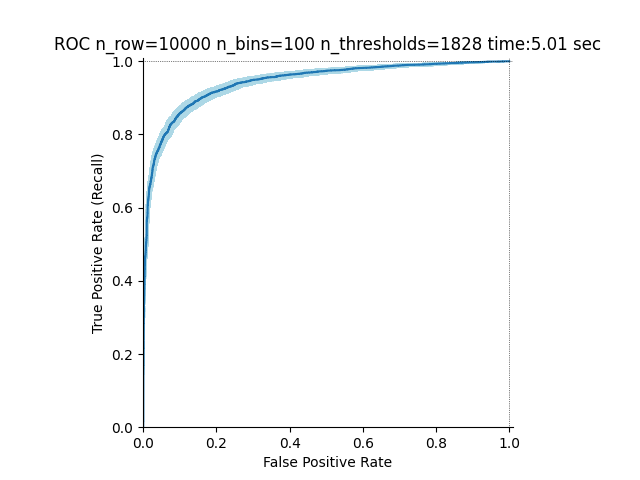 ROC n_row=10000 n_bins=100 n_thresholds=1828 time:5.01 sec
1.0
0.8
0.6
0.4
0.2
0.0
True Positive Rate (Recall)
0.0 0.2 0.4 0.6 0.8 1.0
False Positive Rate